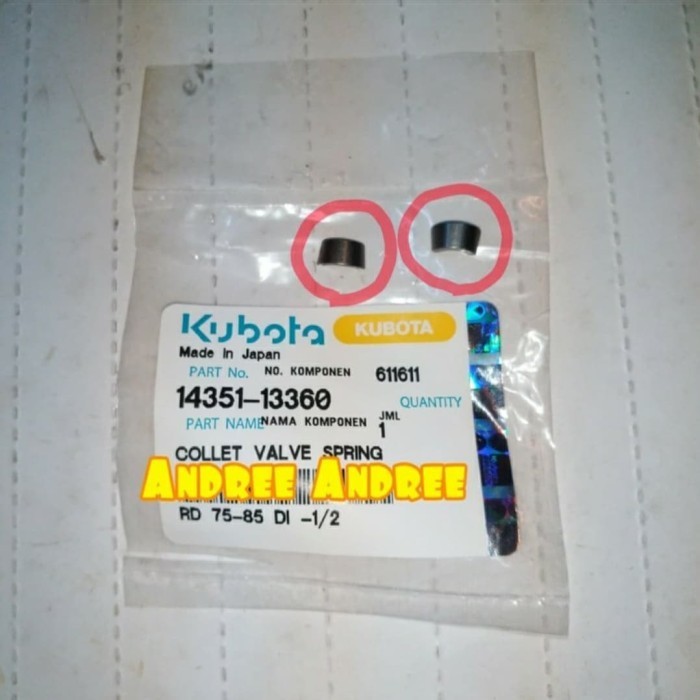 Kubota KUBOTA
Made in Japan
PART No. NO. KOMPONEN 611611
14351-13360 QUANTITY
PART NAME NAMA KOMPONEN JML
1
COLLET VALVE SPRING
ANDREE ANDREE
RD 75-85 DI -1/2